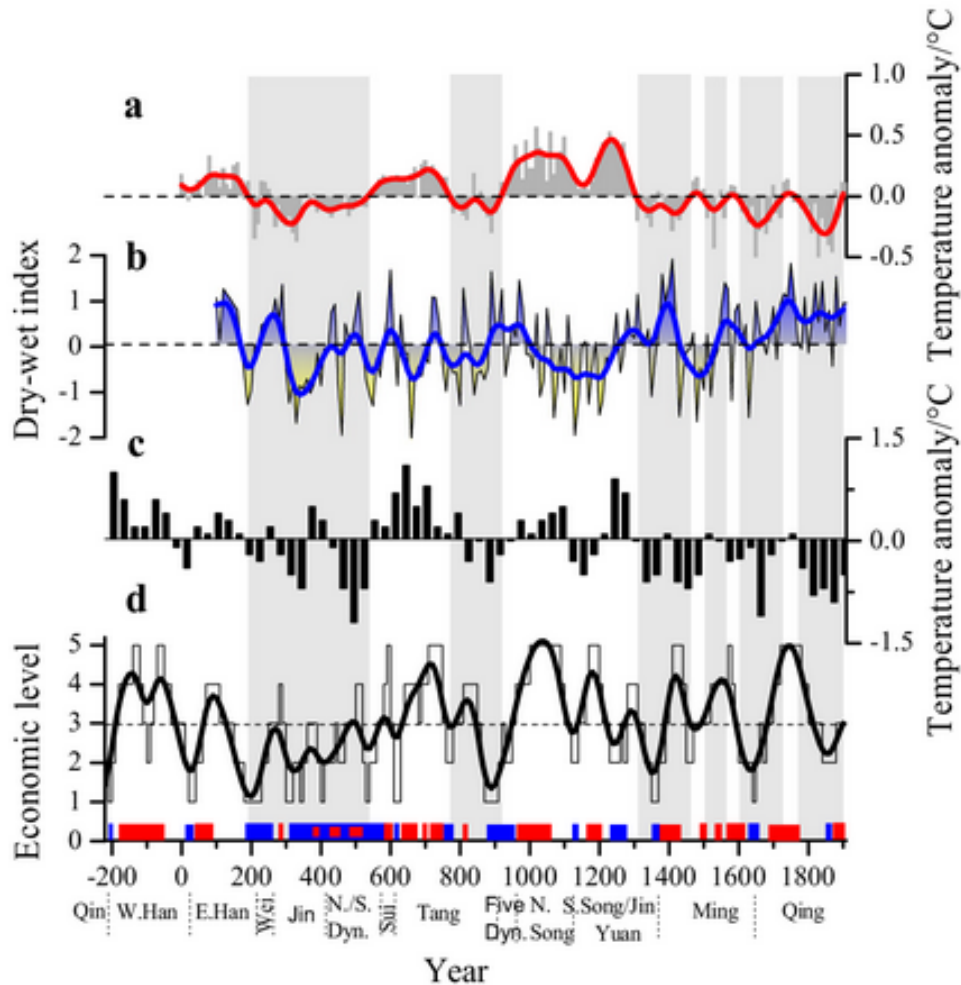 a
Temperature anomaly/°C
1.0
0.5
0.0
-0.5
b
Dry-wet index
2
1
0
-1
-2
c
Temperature anomaly/°C
1.5
0.0
-1.5
d
Economic level
5
4
3
2
1
0
-200 0 200 400 600 800 1000 1200 1400 1600 1800
Qin W.Han E.Han Wei Jin N./S. Dyn. Sui Tang Five Dyn. N. Song S.Song/Jin Yuan Ming Qing
Year